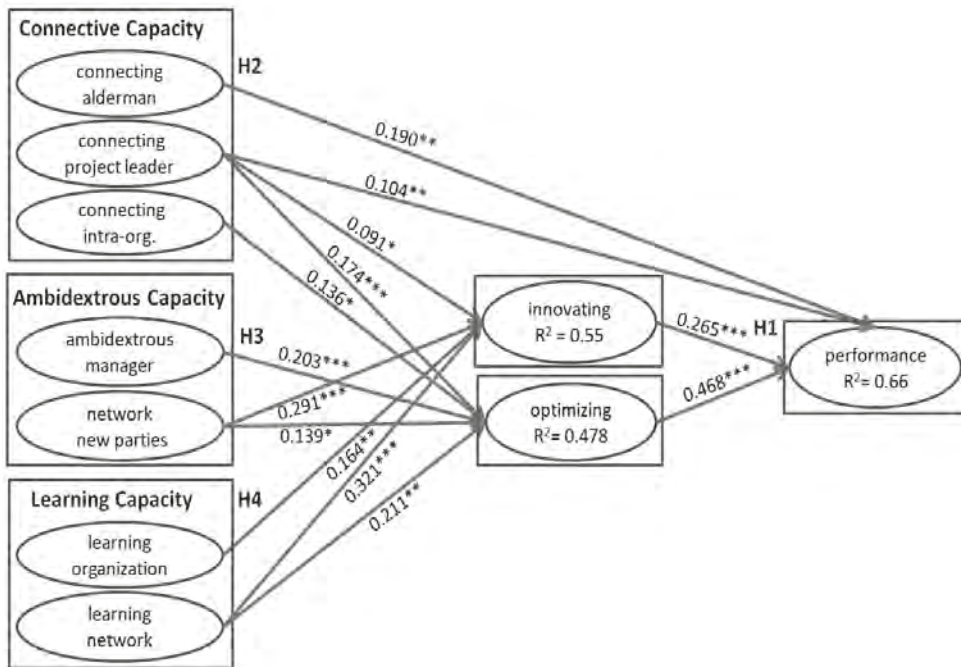 Connective Capacity
H2
connecting
alderman
connecting
project leader
connecting
intra-org.
0.190**
0.104**
0.091*
0.174***
0.136*
Ambidextrous Capacity
H3
ambidextrous
manager
network
new parties
0.203***
0.291***
0.139*
innovating
R² = 0.55
optimizing
R²= 0.478
0.265***
H1
0.468***
performance
R²= 0.66
Learning Capacity
H4
learning
organization
learning
network
0.164**
0.321***
0.211**